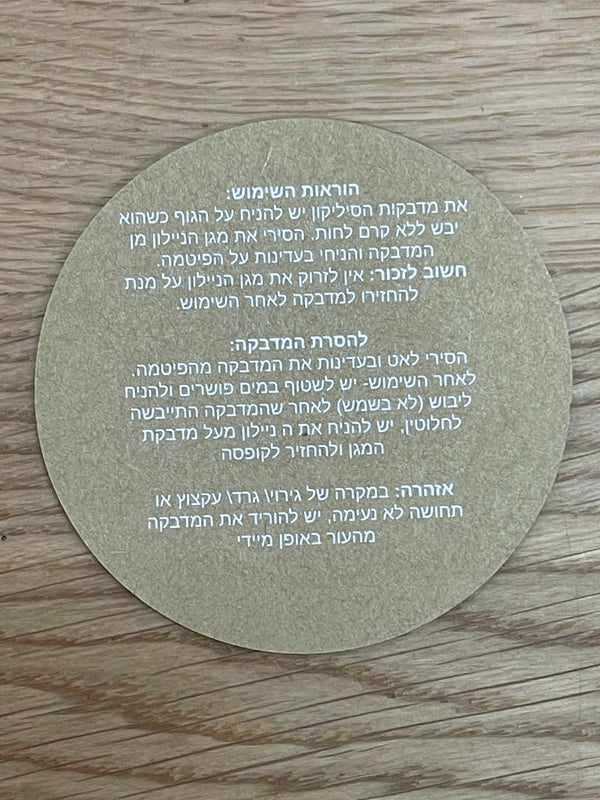 הוראות השימוש:
את מדבקות הסיליקון יש להניח על הגוף כשהוא
יבש ללא קרם לחות. הסירי את מגן הניילון מן
המדבקה והניחי בעדינות על הפיטמה.
חשוב לזכור: אין לזרוק את מגן הניילון על מנת
להחזירו למדבקה לאחר השימוש.
להסרת המדבקה:
הסירי לאט ובעדינות את המדבקה מהפיטמה.
לאחר השימוש- יש לשטוף במים פושרים ולהניח
ליבוש (לא בשמש) לאחר שהמדבקה התייבשה
לחלוטין, יש להניח את ה ניילון מעל מדבקת
המגן ולהחזיר לקופסה
אזהרה: במקרה של גירוי\ גרד\ עקצוץ או
תחושה לא נעימה, יש להוריד את המדבקה
מהעור באופן מיידי